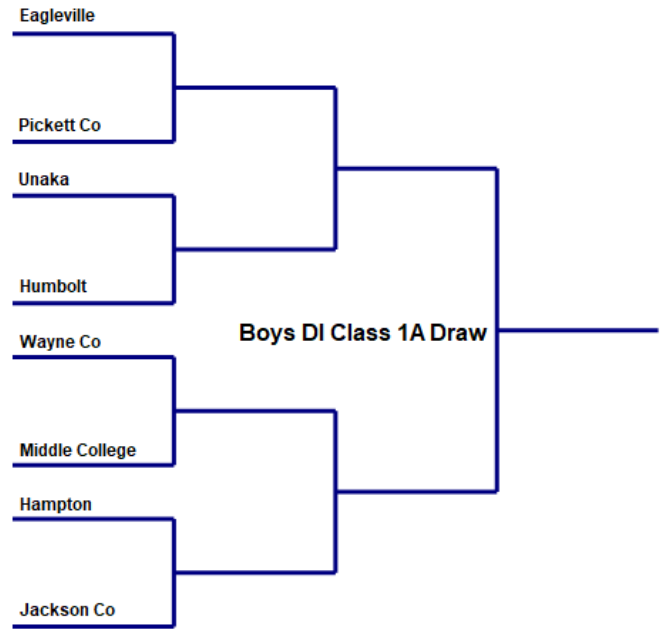 Eagleville
Pickett Co
Unaka
Humbolt
Boys DI Class 1A Draw
Wayne Co
Middle College
Hampton
Jackson Co